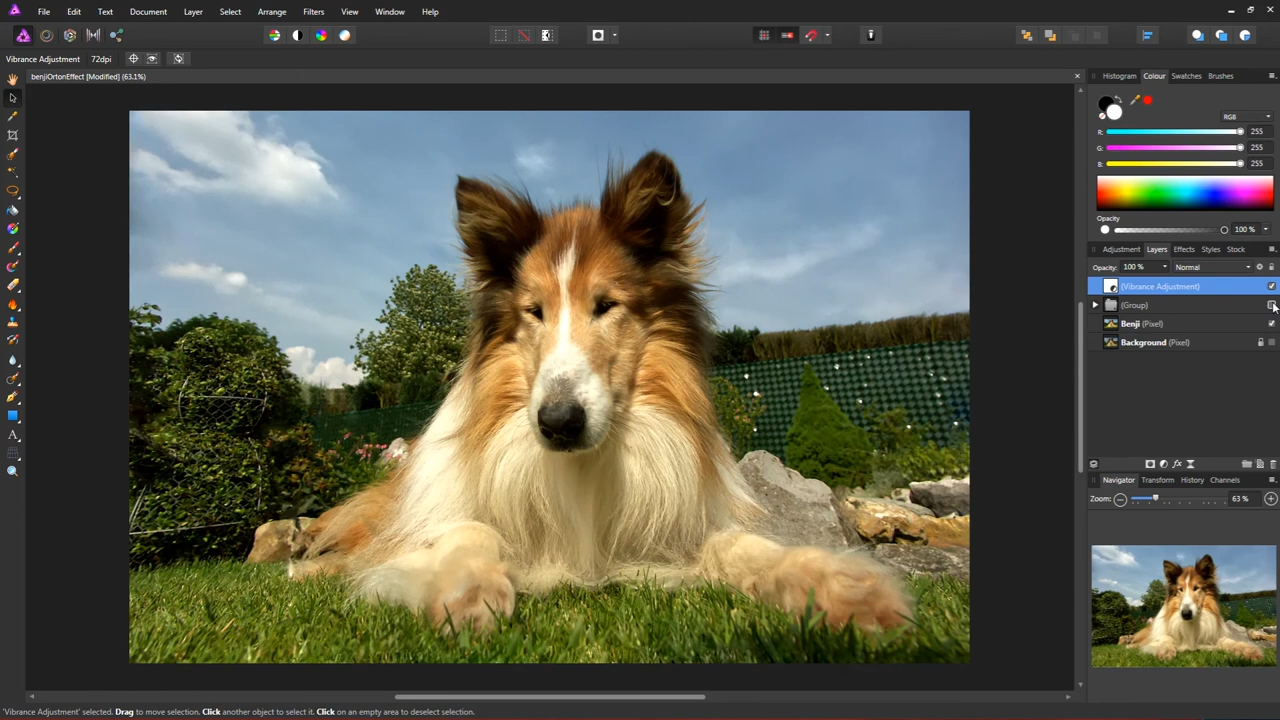 File Edit Text Document Layer Select Arrange Filters View Window Help
Vibrance Adjustment 72dpi
benjiOrtonEffect [Modified] (63.1%)
Histogram Colour Swatches Brushes
RGB
R: 255
G: 255
B: 255
Opacity
100 %
Adjustment Layers Effects Styles Stock
Opacity: 100 % Normal
(Vibrance Adjustment)
(Group)
Benji (Pixel)
Background (Pixel)
fx
Navigator Transform History Channels
Zoom: 63 %
A
'Vibrance Adjustment' selected. Drag to move selection. Click another object to select it. Click on an empty area to deselect selection.